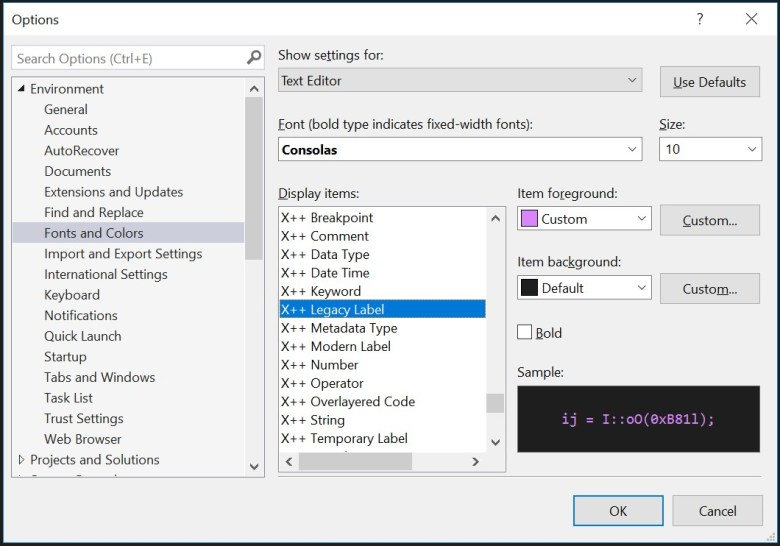 Options
?
Search Options (Ctrl+E)
Environment
General
Accounts
AutoRecover
Documents
Extensions and Updates
Find and Replace
Fonts and Colors
Import and Export Settings
International Settings
Keyboard
Notifications
Quick Launch
Startup
Tabs and Windows
Task List
Trust Settings
Web Browser
Projects and Solutions
Show settings for:
Text Editor
Use Defaults
Font (bold type indicates fixed-width fonts):
Consolas
Size:
10
Display items:
X++ Breakpoint
X++ Comment
X++ Data Type
X++ Date Time
X++ Keyword
X++ Legacy Label
X++ Metadata Type
X++ Modern Label
X++ Number
X++ Operator
X++ Overlayered Code
X++ String
X++ Temporary Label
Item foreground:
Custom
Custom...
Item background:
Default
Custom...
Bold
Sample:
ij = I::oO(0xB81l);
OK
Cancel